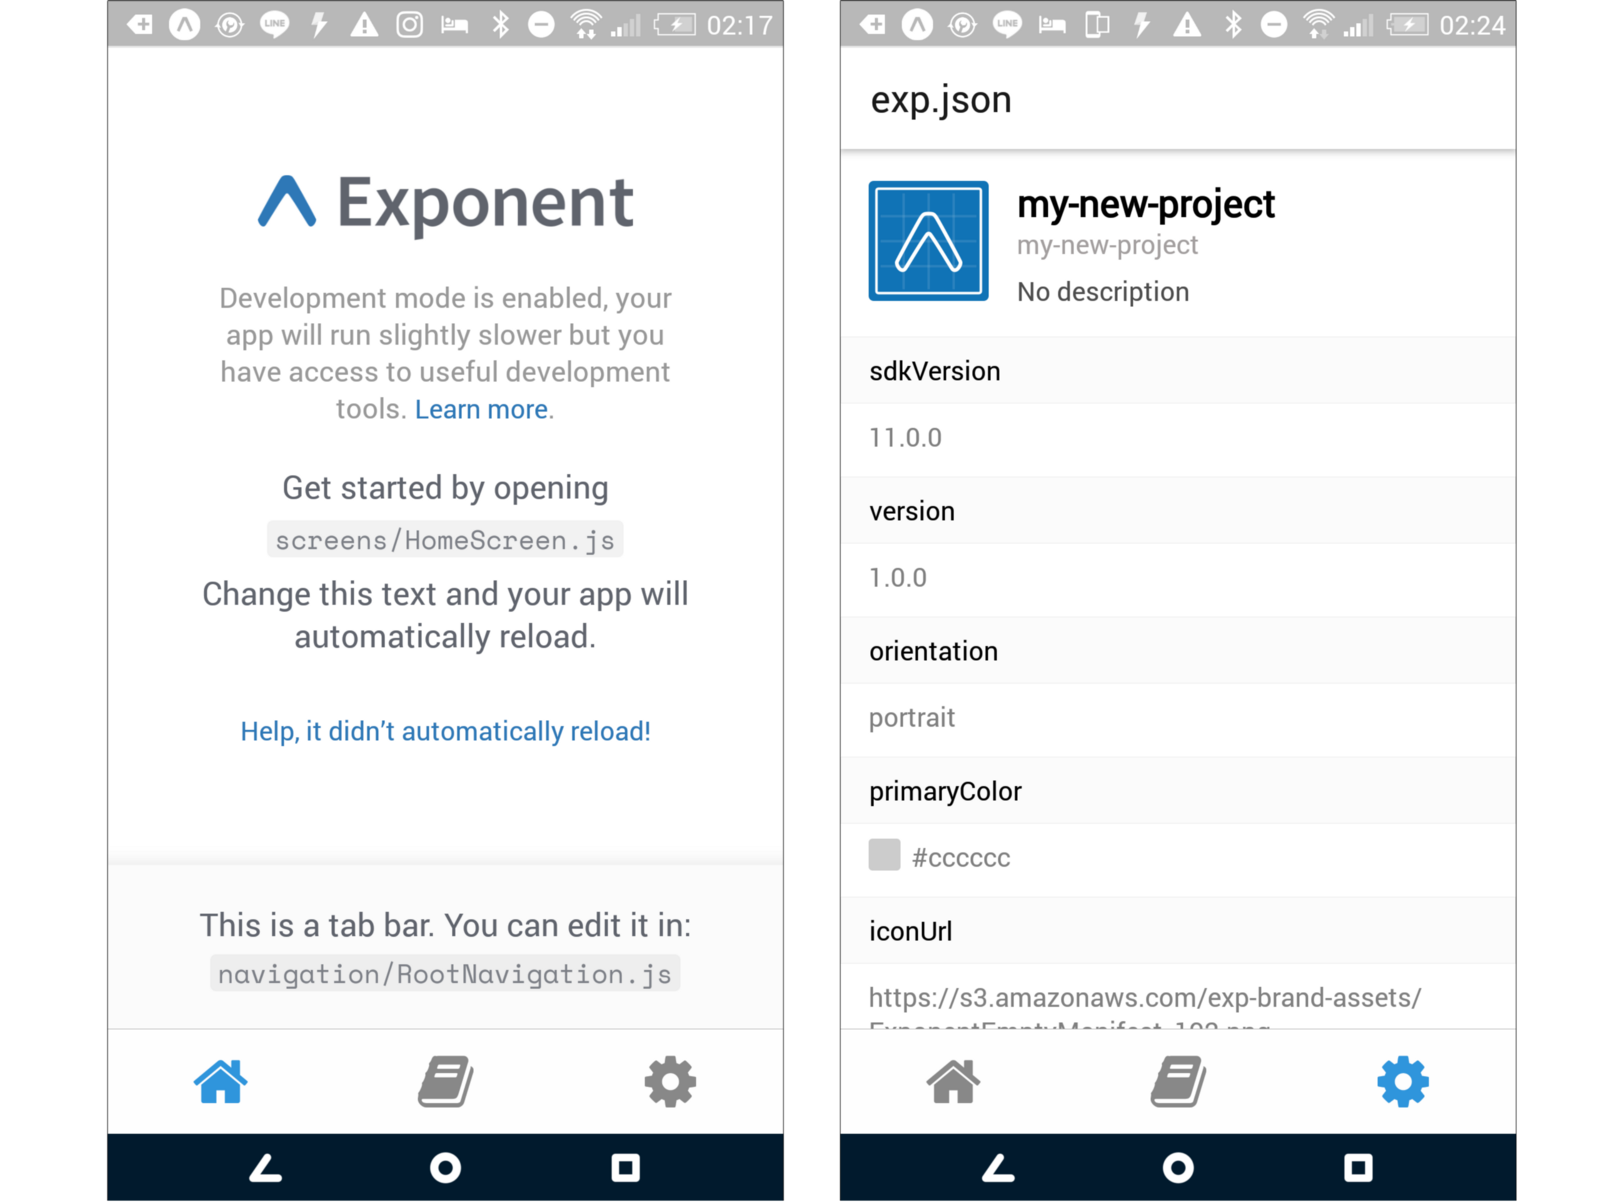 LINE
02:17
Exponent
Development mode is enabled, your
app will run slightly slower but you
have access to useful development
tools. Learn more.
Get started by opening
screens/HomeScreen.js
Change this text and your app will
automatically reload.
Help, it didn’t automatically reload!
This is a tab bar. You can edit it in:
navigation/RootNavigation.js
LINE
02:24
exp.json
my-new-project
my-new-project
No description
sdkVersion
11.0.0
version
1.0.0
orientation
portrait
primaryColor
#cccccc
iconUrl
https://s3.amazonaws.com/exp-brand-assets/